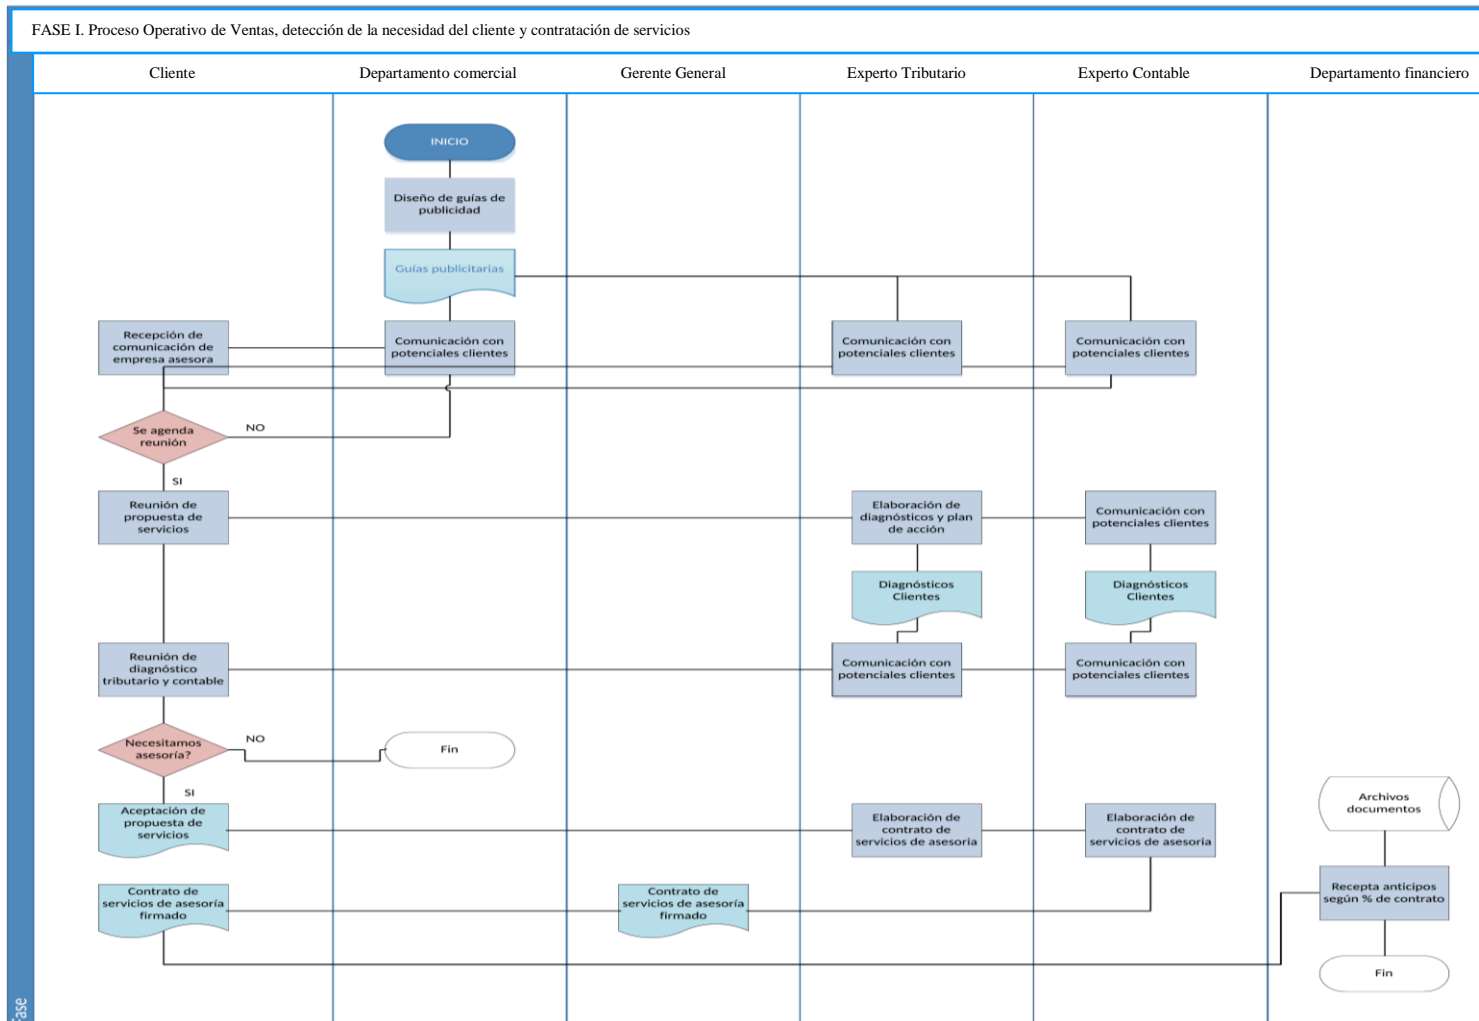 FASE I. Proceso Operativo de Ventas, detección de la necesidad del cliente y contratación de servicios
Cliente
Departamento comercial
Gerente General
Experto Tributario
Experto Contable
Departamento financiero
INICIO
Diseño de guías de
publicidad
Guías publicitarias
Recepción de
comunicación de
empresa asesora
Comunicación con
potenciales clientes
Comunicación con
potenciales clientes
Comunicación con
potenciales clientes
Se agenda
reunión
NO
SI
Reunión de
propuesta de
servicios
Elaboración de
diagnósticos y plan
de acción
Comunicación con
potenciales clientes
Diagnósticos
Clientes
Diagnósticos
Clientes
Reunión de
diagnóstico
tributario y contable
Comunicación con
potenciales clientes
Comunicación con
potenciales clientes
Necesitamos
asesoría?
NO
Fin
SI
Aceptación de
propuesta de
servicios
Elaboración de
contrato de
servicios de asesoria
Elaboración de
contrato de
servicios de asesoria
Archivos
documentos
Contrato de
servicios de asesoría
firmado
Contrato de
servicios de asesoría
firmado
Recepta anticipos
según % de contrato
Fin
Fase